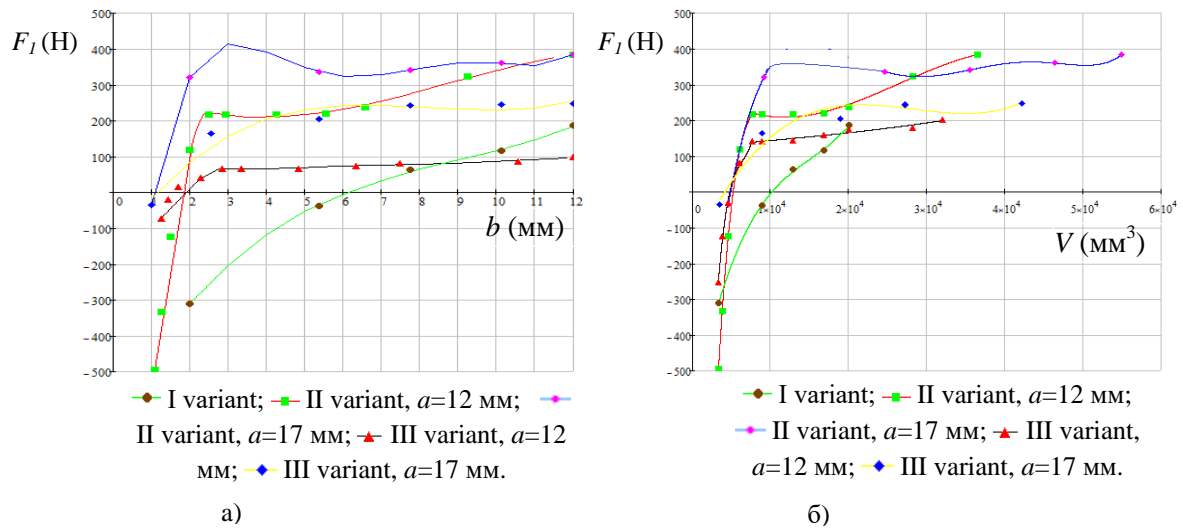 F₁ (Н)
500
400
300
200
100
0
−100
−200
−300
−400
−500
0 1 2 3 4 5 6 7 8 9 10 11 12
b (мм)
I variant; II variant, a=12 мм;
II variant, a=17 мм; III variant, a=12
мм; III variant, a=17 мм.
а)
F₁ (Н)
500
400
300
200
100
0
−100
−200
−300
−400
−500
0 1×10⁴ 2×10⁴ 3×10⁴ 4×10⁴ 5×10⁴ 6×10⁴
V (мм³)
I variant; II variant, a=12 мм;
II variant, a=17 мм; III variant,
a=12 мм; III variant, a=17 мм.
б)